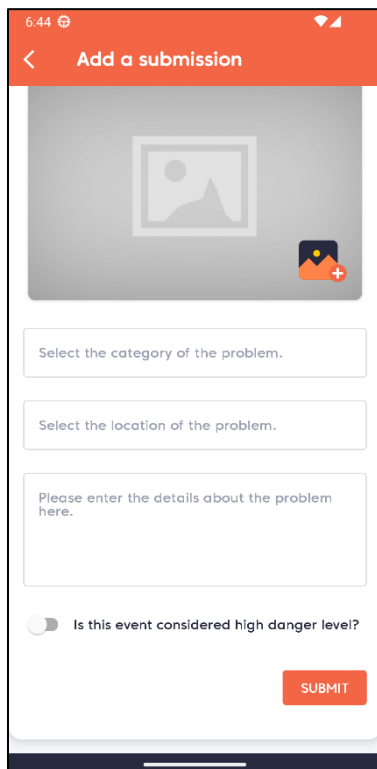 6:44
Add a submission
Select the category of the problem.
Select the location of the problem.
Please enter the details about the problem
here.
Is this event considered high danger level?
SUBMIT